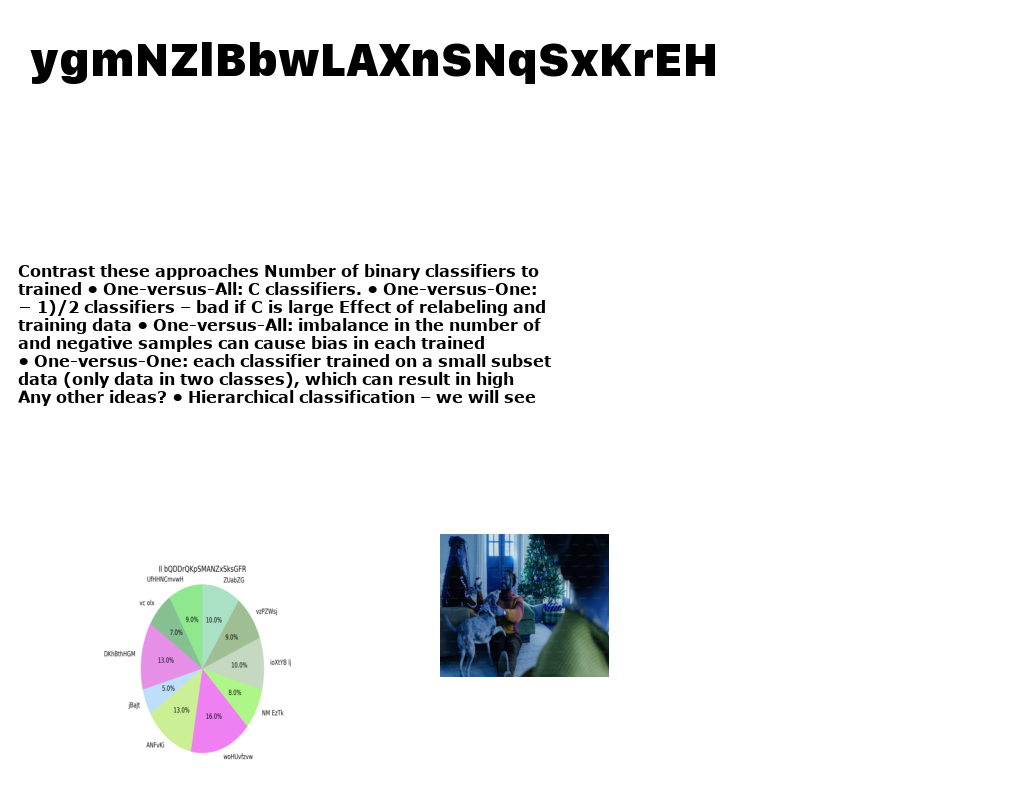 ygmNZlBbwLAXnSNqSxKrEH
Contrast these approaches Number of binary classifiers to
trained • One-versus-All: C classifiers. • One-versus-One:
− 1)/2 classifiers – bad if C is large Effect of relabeling and
training data • One-versus-All: imbalance in the number of
and negative samples can cause bias in each trained
• One-versus-One: each classifier trained on a small subset
data (only data in two classes), which can result in high
Any other ideas? • Hierarchical classification – we will see
bQDDrQKpSMANZxSksGFR
UfHHNCmvwH
ZUabZG
vc olx
vzPZWsj
9.0%
10.0%
7.0%
9.0%
DKhBthHGM
13.0%
10.0%
ioXtYB lj
5.0%
8.0%
jBajt
13.0%
16.0%
NM EzTk
ANFvKi
woHUvfzvw